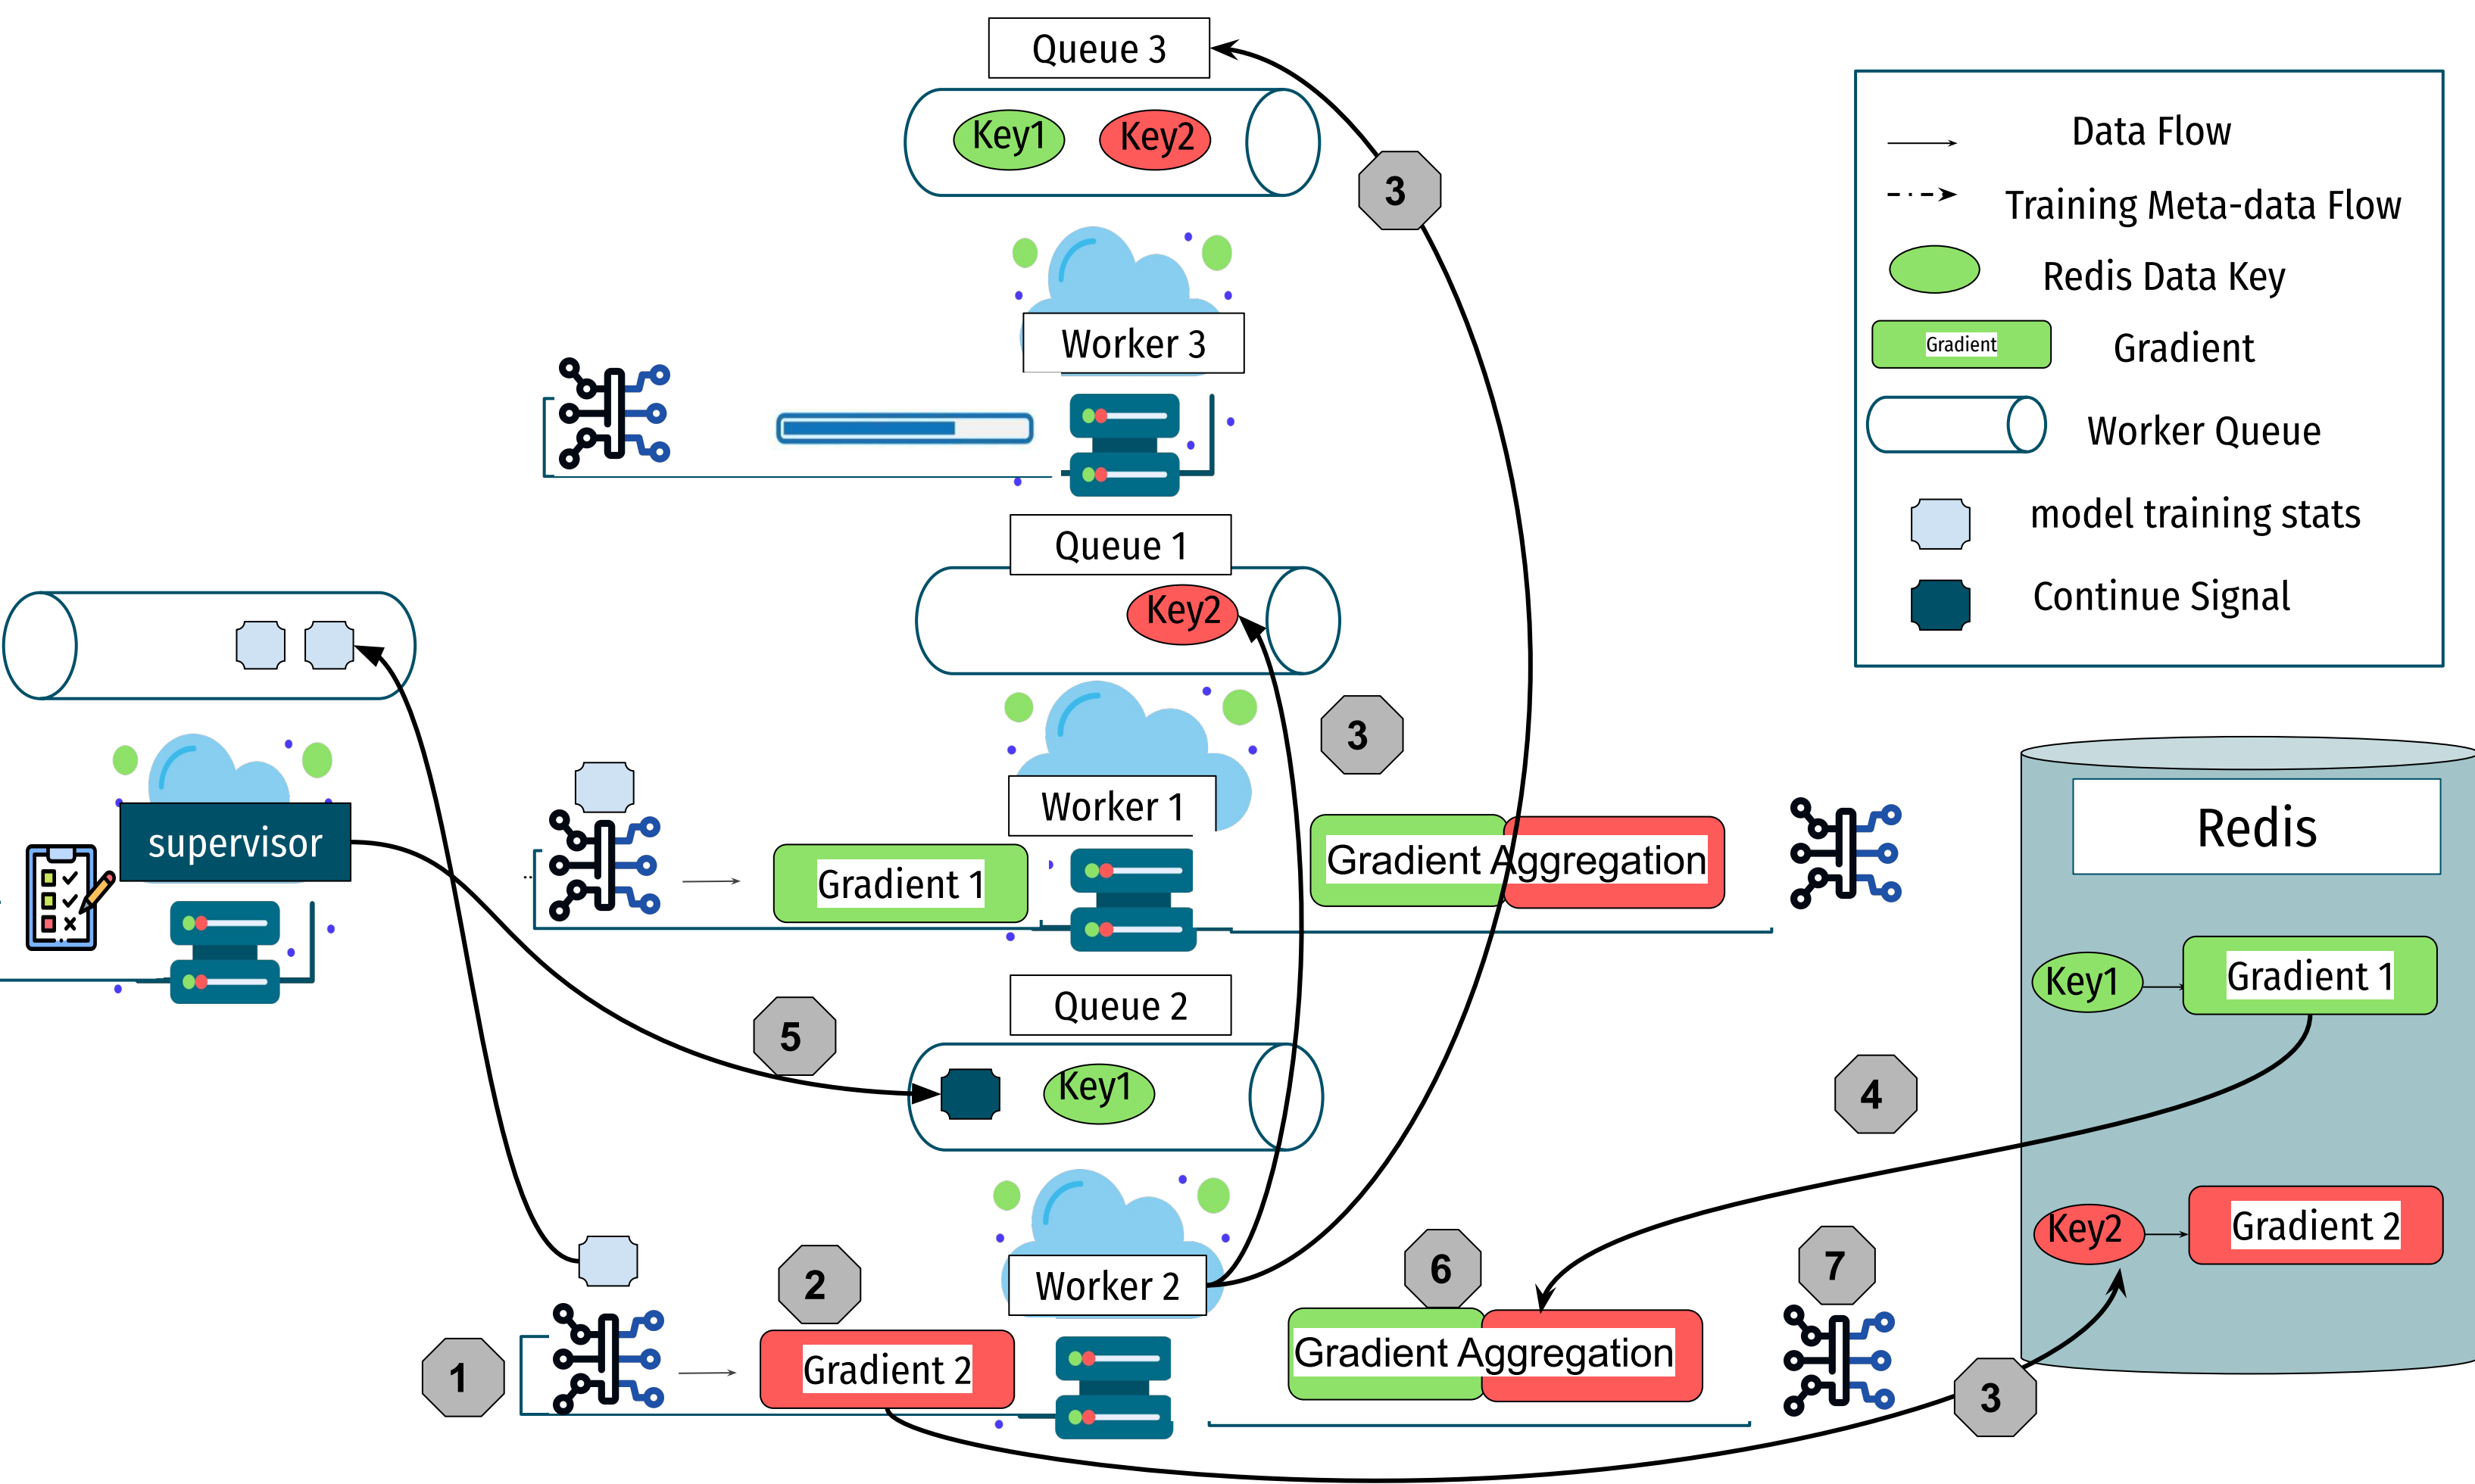 Queue 3
Key1
Key2
3
Worker 3
Queue 1
Key2
3
supervisor
Worker 1
Gradient 1
Gradient Aggregation
Queue 2
5
Key1
Worker 2
1
2
Gradient 2
6
Gradient Aggregation
7
4
3
Data Flow
Training Meta-data Flow
Redis Data Key
Gradient
Gradient
Worker Queue
model training stats
Continue Signal
Redis
Key1
Gradient 1
Key2
Gradient 2